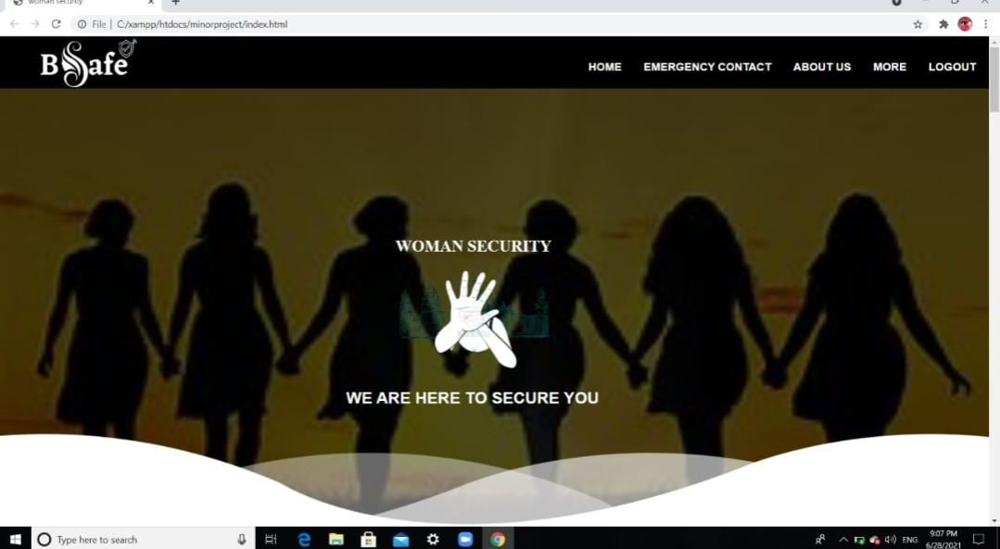 woman security
File | C:/xampp/htdocs/minorproject/index.html
BSafe
HOME EMERGENCY CONTACT ABOUT US MORE LOGOUT
WOMAN SECURITY
WE ARE HERE TO SECURE YOU
Type here to search
ENG
9:07 PM
6/28/2021